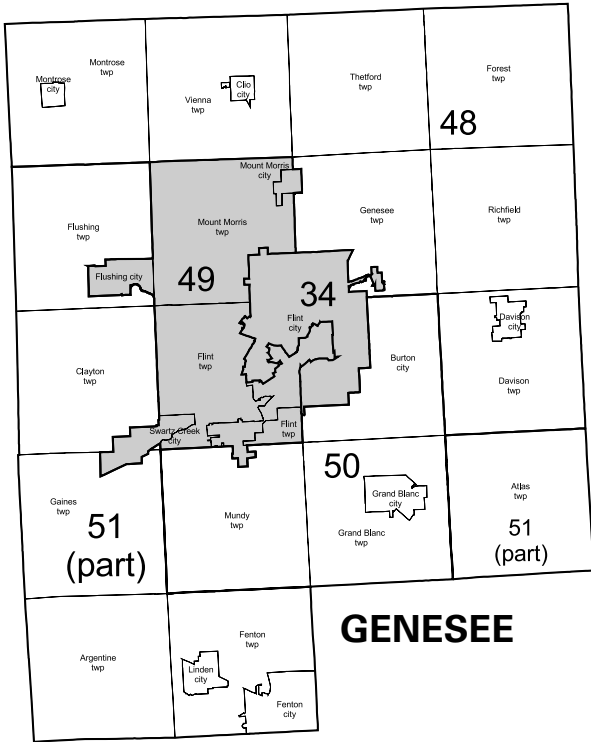 Montrose
twp
Montrose
city
Vienna
twp
Clio
city
Thetford
twp
Forest
twp
48
Mount Morris
city
Flushing
twp
Mount Morris
twp
Genesee
twp
Richfield
twp
Flushing city
49
34
Flint
city
Davison
city
Clayton
twp
Flint
twp
Burton
city
Davison
twp
Swartz Creek
city
Flint
twp
50
Gaines
twp
51
(part)
Mundy
twp
Grand Blanc
city
Grand Blanc
twp
Atlas
twp
51
(part)
GENESEE
Argentine
twp
Fenton
twp
Linden
city
Fenton
city